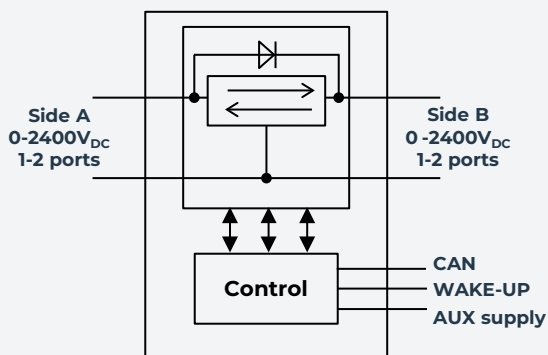 Side A
0-2400VDC
1-2 ports
Side B
0 -2400VDC
1-2 ports
Control
CAN
WAKE-UP
AUX supply